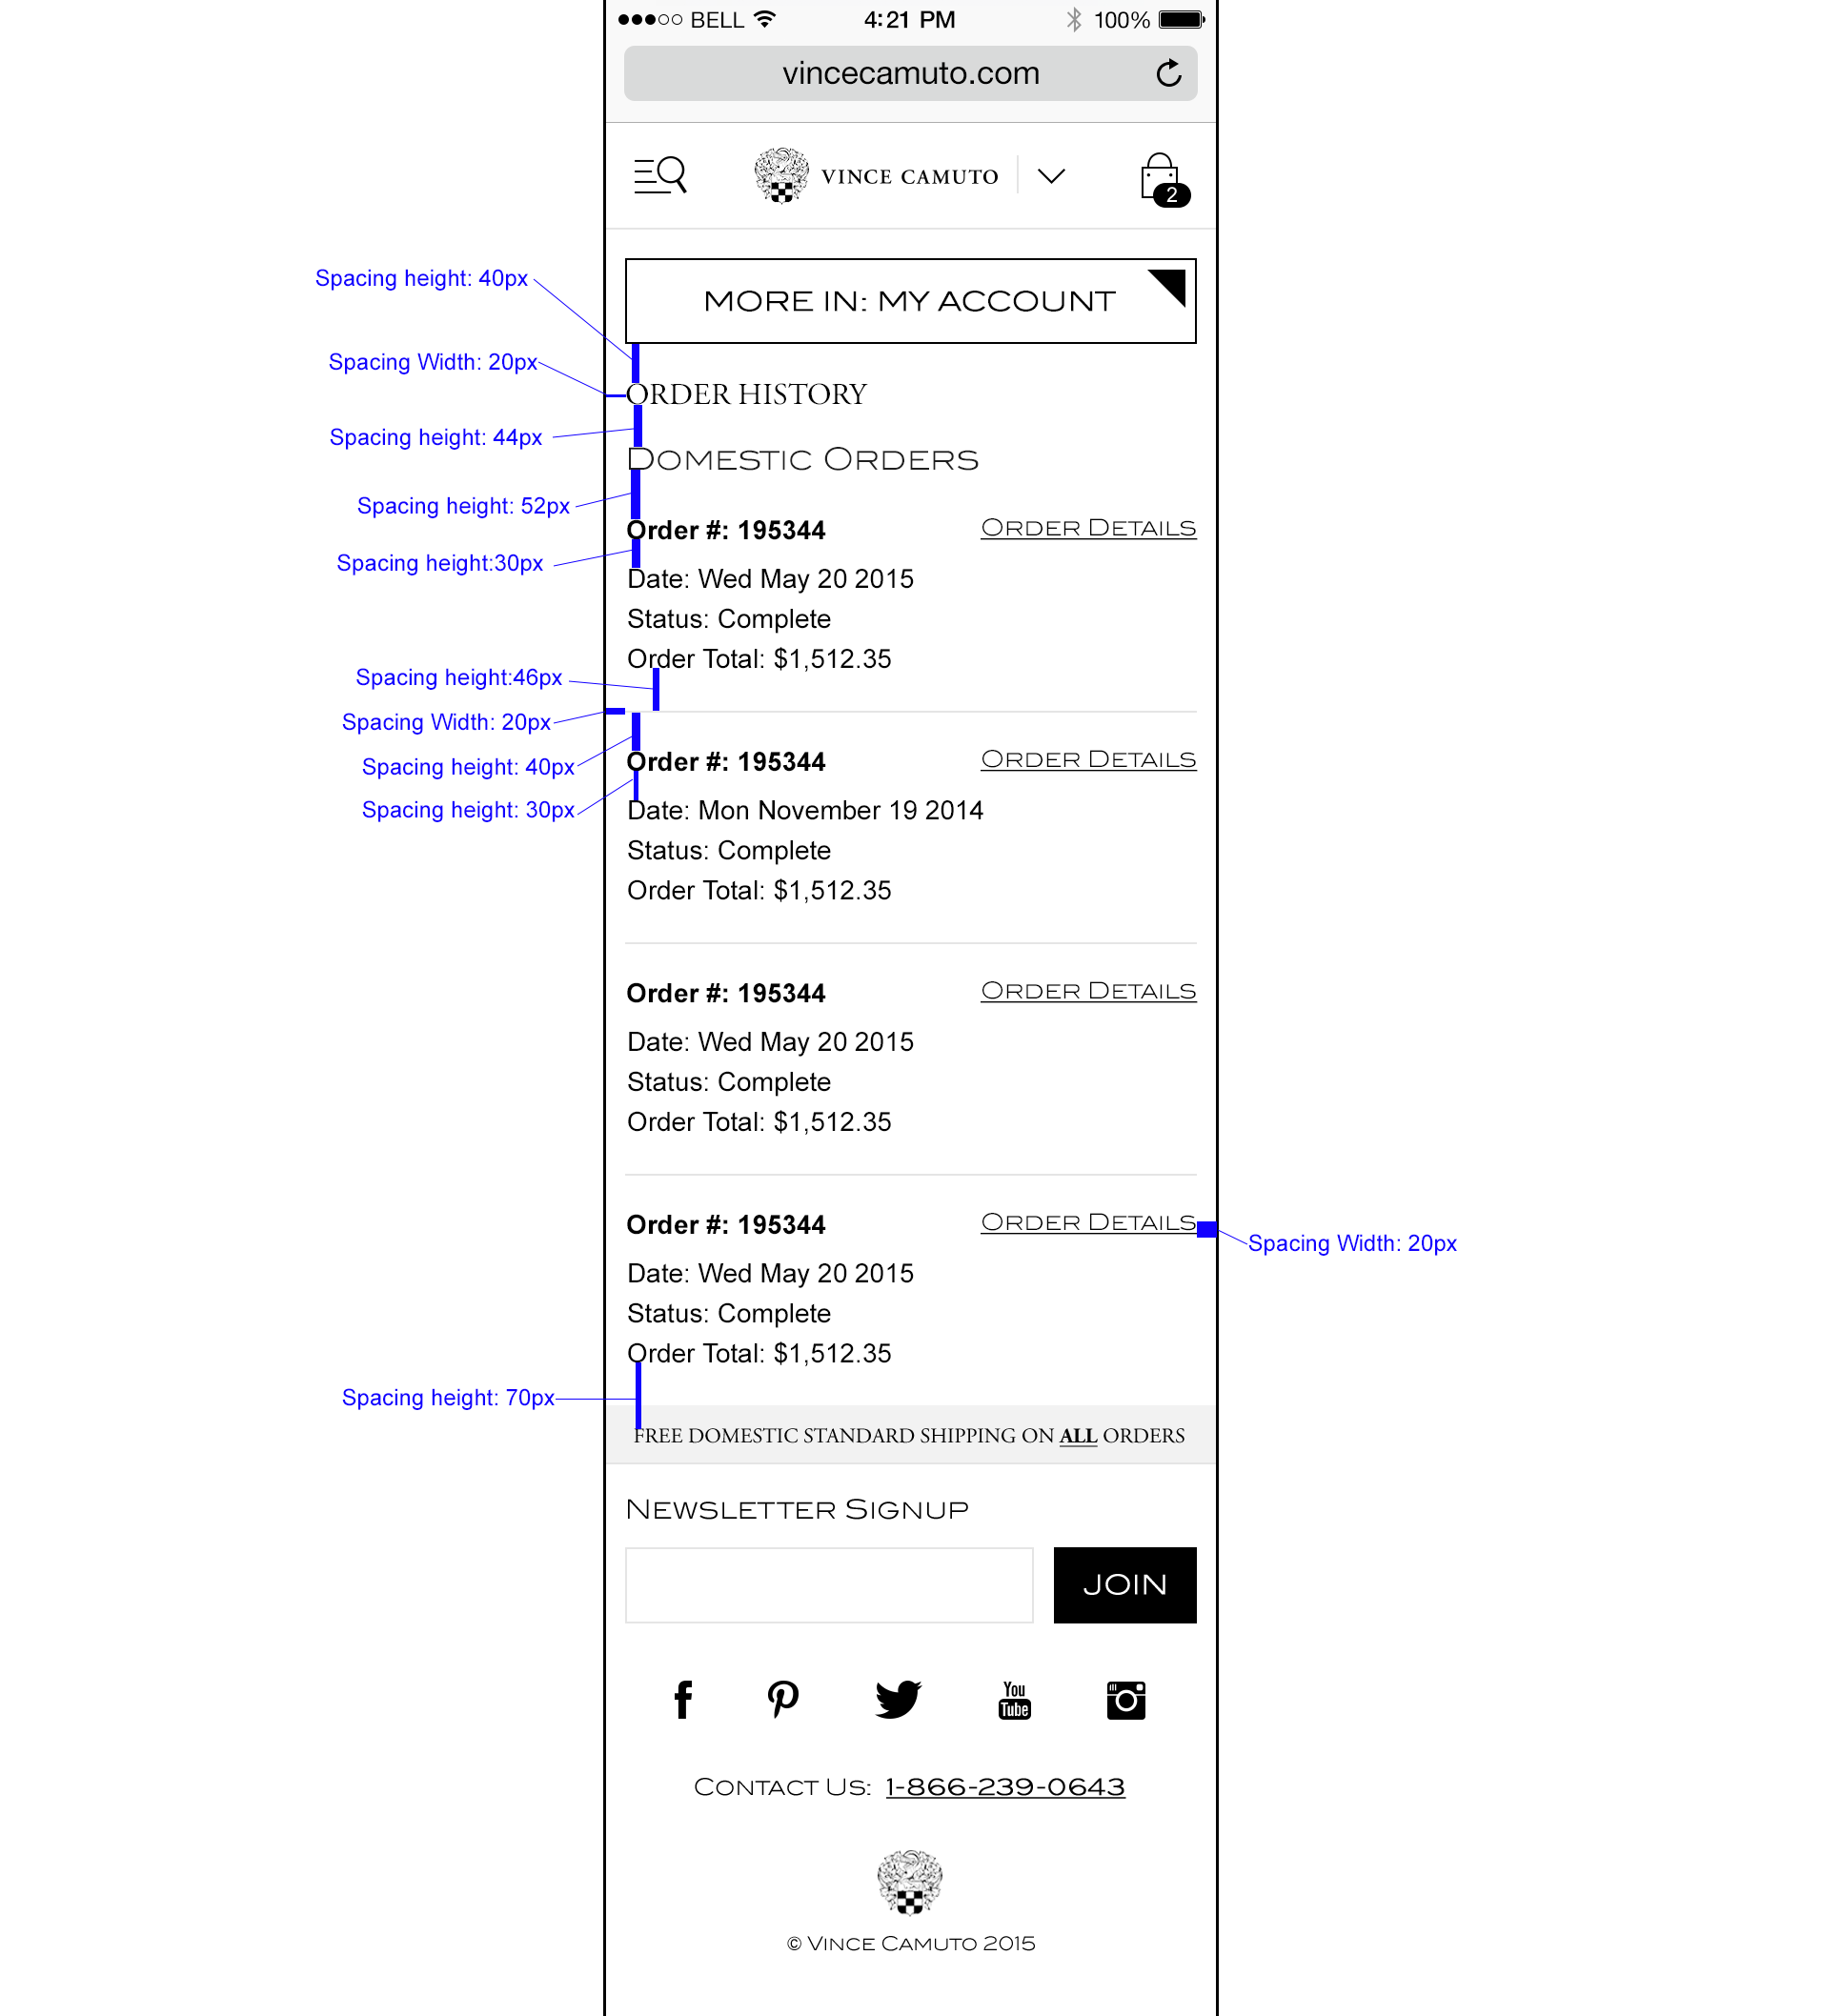 BELL 4:21 PM 100%
vincecamuto.com
VINCE CAMUTO
2
Spacing height: 40px
MORE IN: MY ACCOUNT
Spacing Width: 20px
ORDER HISTORY
Spacing height: 44px
DOMESTIC ORDERS
Spacing height: 52px
Order #: 195344 ORDER DETAILS
Spacing height:30px
Date: Wed May 20 2015
Status: Complete
Order Total: $1,512.35
Spacing height:46px
Spacing Width: 20px
Spacing height: 40px
Order #: 195344 ORDER DETAILS
Spacing height: 30px
Date: Mon November 19 2014
Status: Complete
Order Total: $1,512.35
Order #: 195344 ORDER DETAILS
Date: Wed May 20 2015
Status: Complete
Order Total: $1,512.35
Order #: 195344 ORDER DETAILS
Spacing Width: 20px
Date: Wed May 20 2015
Status: Complete
Order Total: $1,512.35
Spacing height: 70px
FREE DOMESTIC STANDARD SHIPPING ON ALL ORDERS
NEWSLETTER SIGNUP
JOIN
You
Tube
CONTACT US: 1-866-239-0643
© VINCE CAMUTO 2015